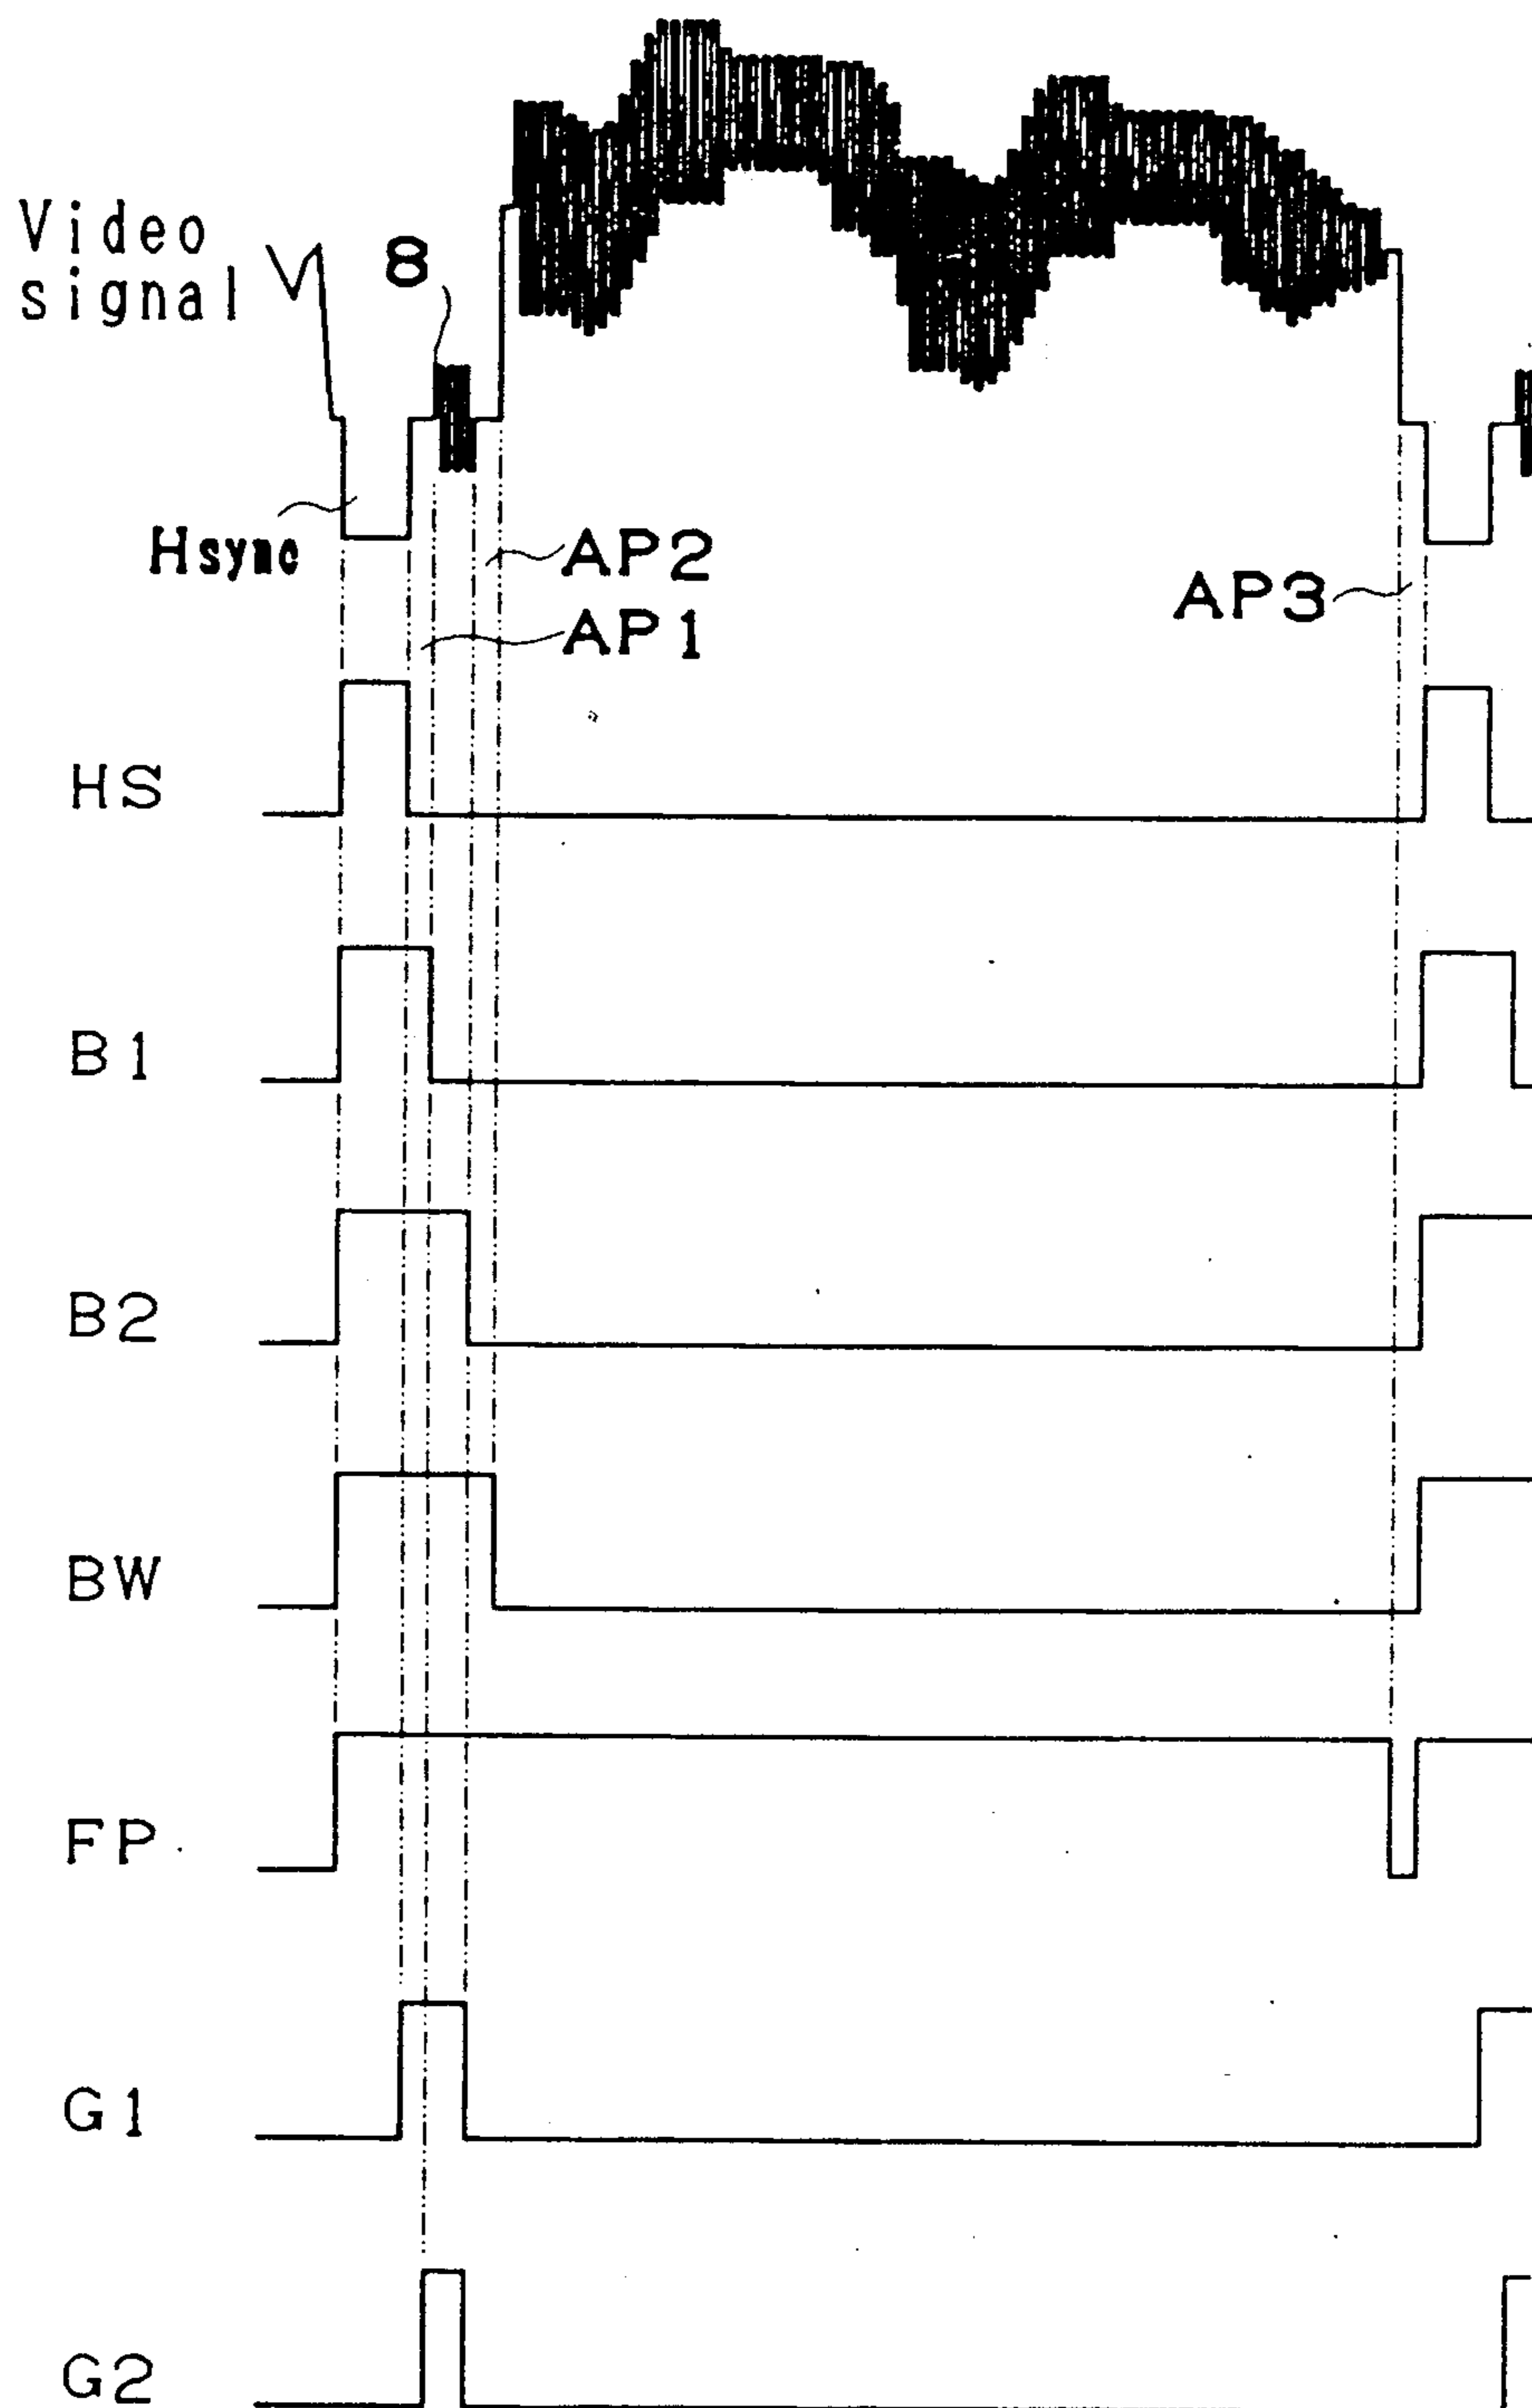 Video
signal
8
Hsync
AP2
AP1
AP3
HS
B1
B2
BW
FP
G1
G2